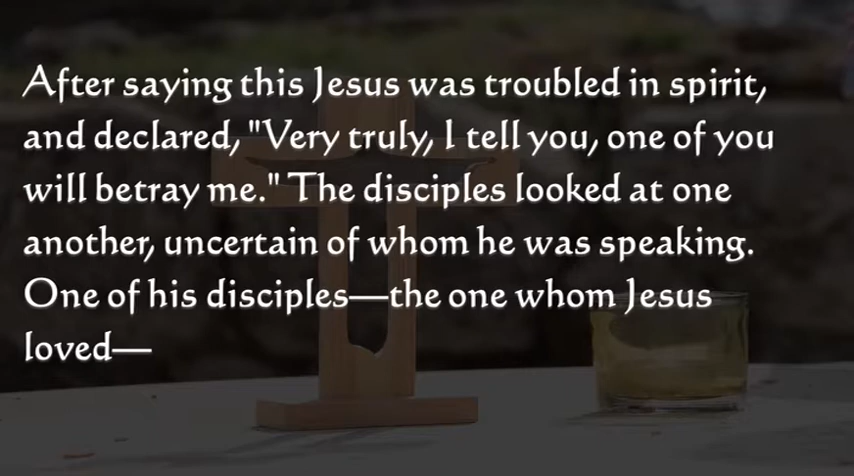 After saying this Jesus was troubled in spirit,
and declared, "Very truly, I tell you, one of you
will betray me." The disciples looked at one
another, uncertain of whom he was speaking.
One of his disciples—the one whom Jesus
loved—